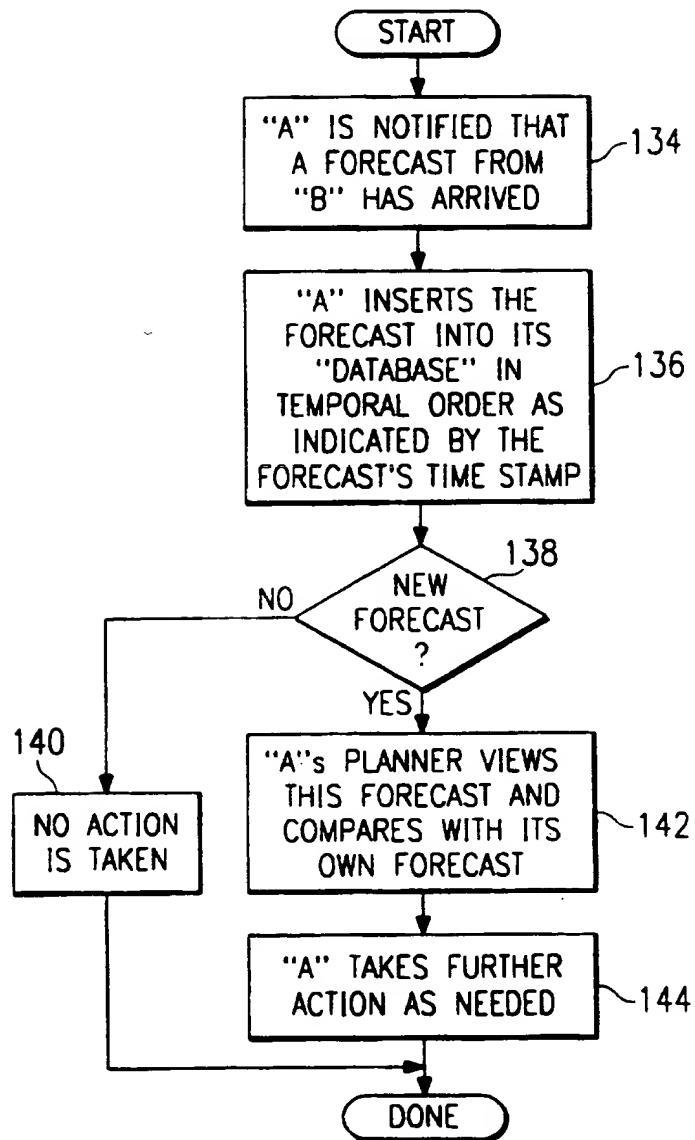 START
"A" IS NOTIFIED THAT
A FORECAST FROM
"B" HAS ARRIVED
134
"A" INSERTS THE
FORECAST INTO ITS
"DATABASE" IN
TEMPORAL ORDER AS
INDICATED BY THE
FORECAST'S TIME STAMP
136
138
NEW
FORECAST
?
NO
YES
140
NO ACTION
IS TAKEN
"A"s PLANNER VIEWS
THIS FORECAST AND
COMPARES WITH ITS
OWN FORECAST
142
"A" TAKES FURTHER
ACTION AS NEEDED
144
DONE